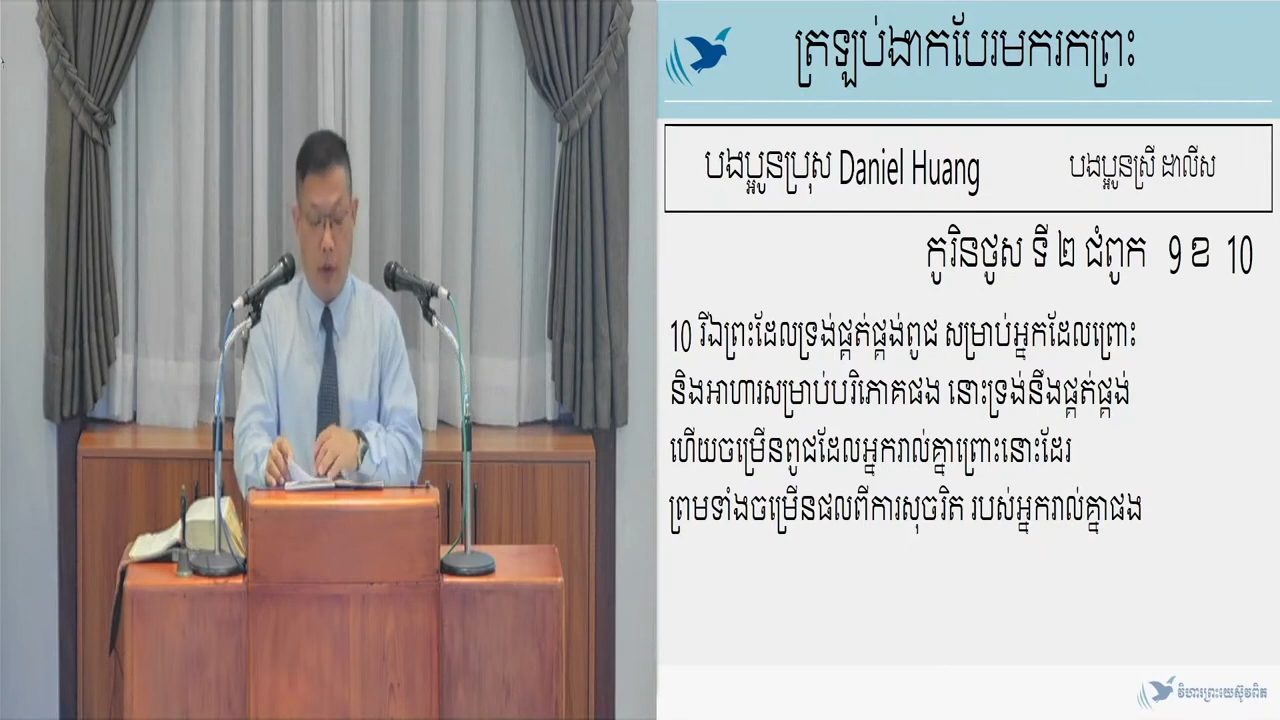 ត្រឡប់ងាកបែរមករកព្រះ
បងប្អូនប្រុស Daniel Huang
បងប្អូនស្រី ដាលីស
កូរិនថូស ទី ២ ជំពូក 9 ខ 10
10 រីឯព្រះដែលទ្រង់ផ្គត់ផ្គង់ពូជ សម្រាប់អ្នកដែលព្រោះ
និងអាហារសម្រាប់បរិភោគផង នោះទ្រង់នឹងផ្គត់ផ្គង់
ហើយចម្រើនពូជដែលអ្នករាល់គ្នាព្រោះនោះដែរ
ព្រមទាំងចម្រើនផលពីការសុចរិត របស់អ្នករាល់គ្នាផង
វិហារព្រះយេស៊ូវពិត